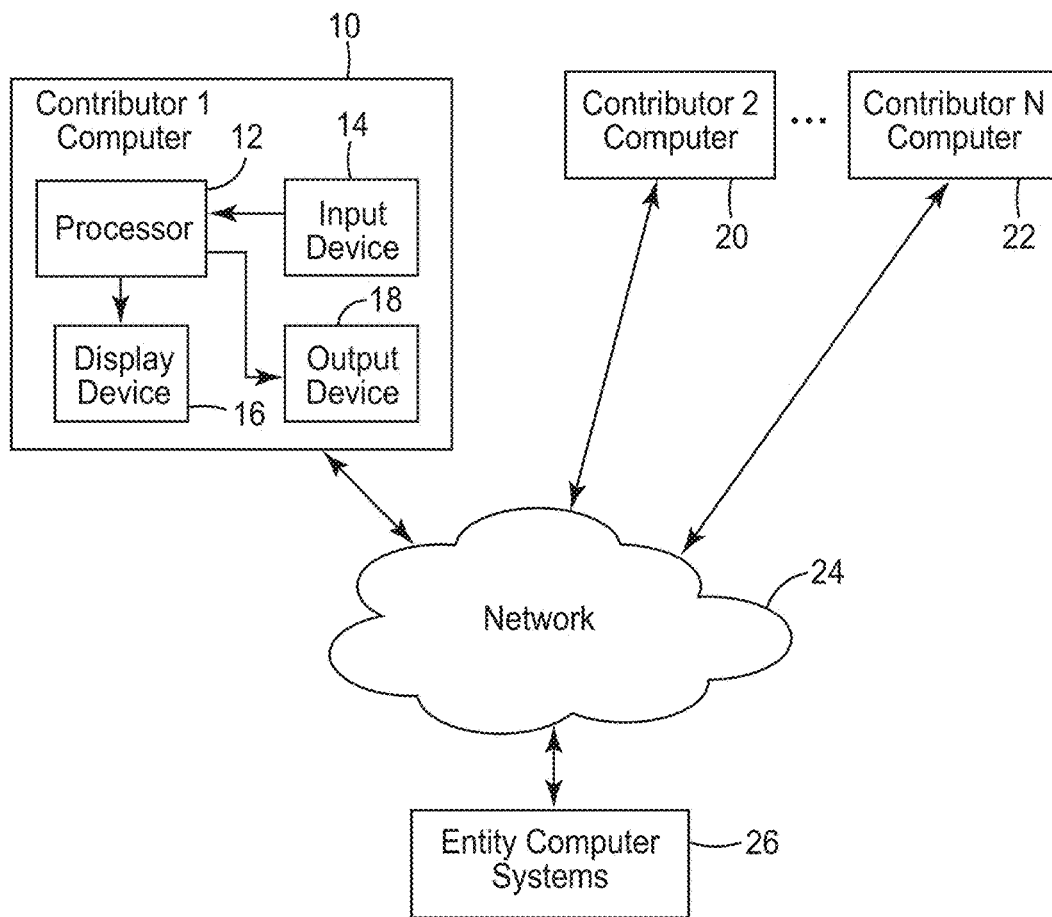 10
Contributor 1
Computer
12
14
Processor
Input
Device
18
Display
Device
16
Output
Device
Contributor 2
Computer
...
Contributor N
Computer
20
22
24
Network
Entity Computer
Systems
26